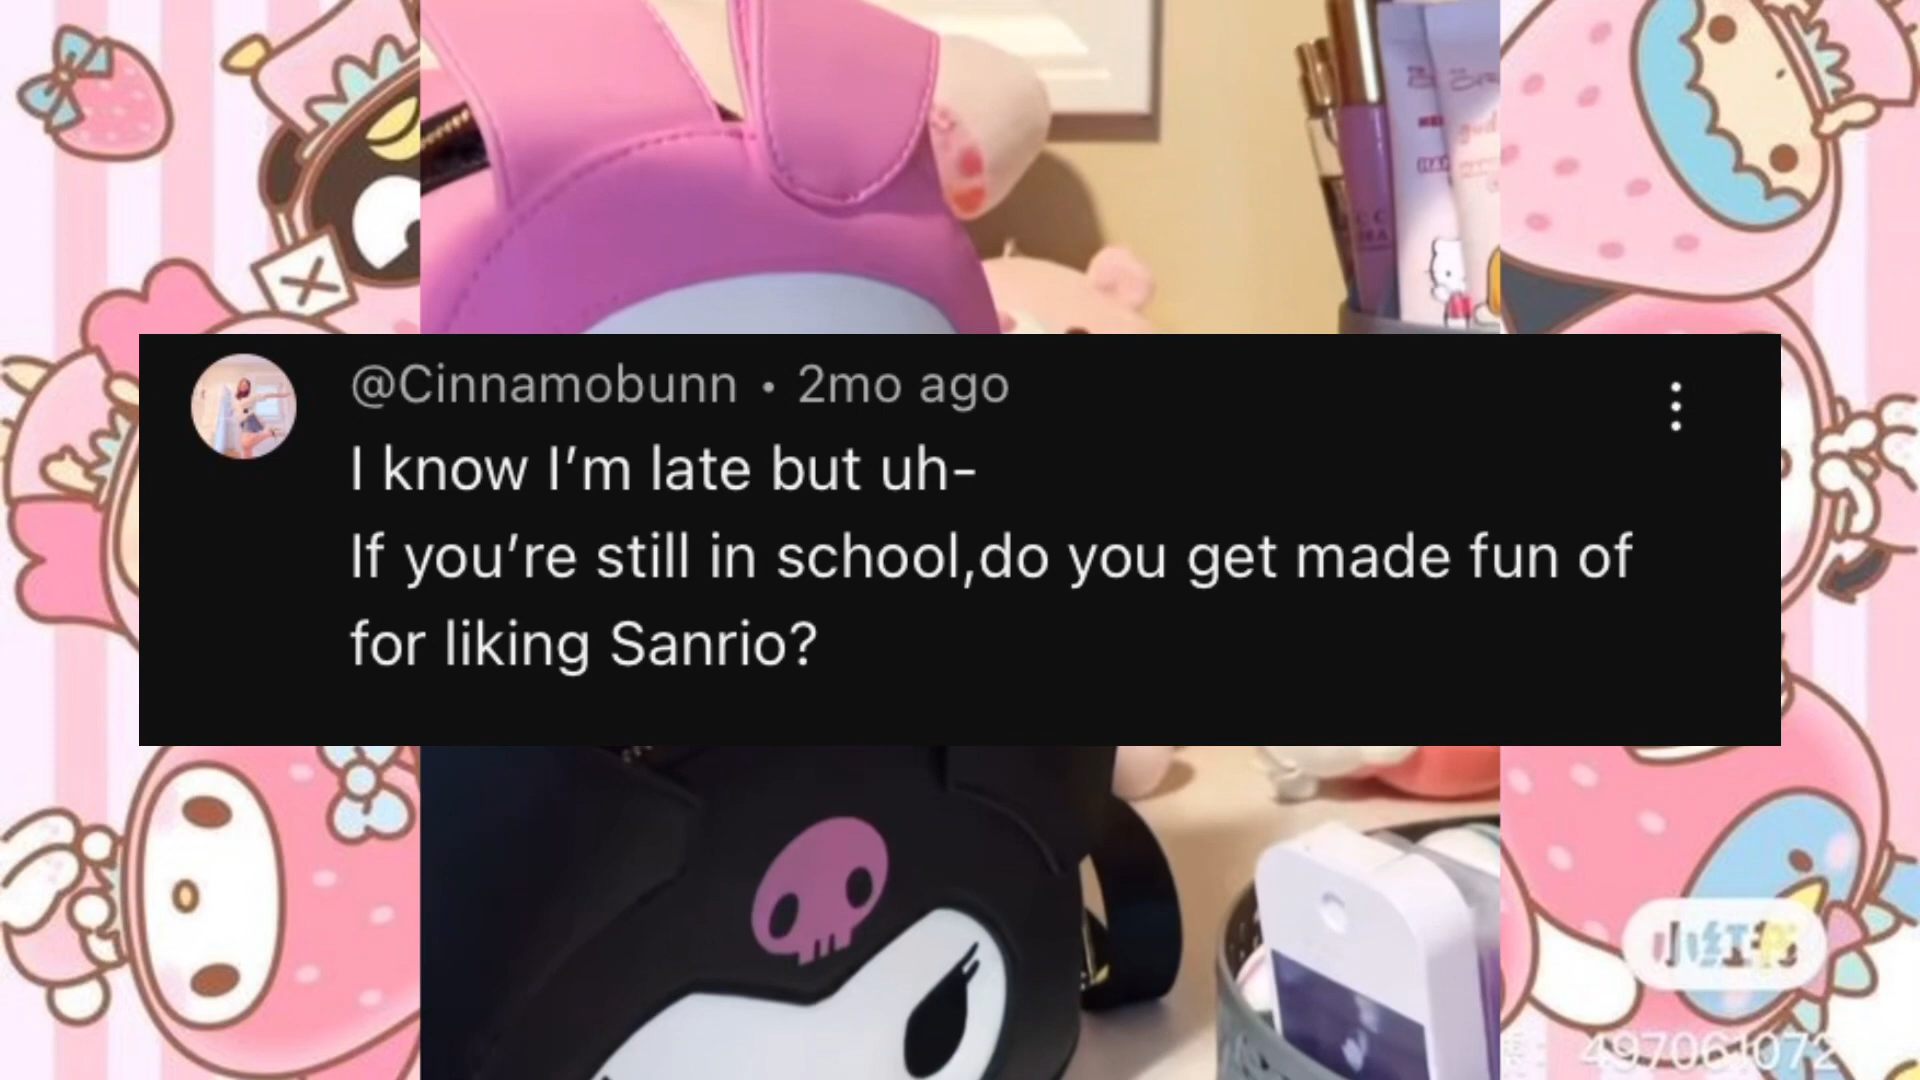 @Cinnamobunn • 2mo ago
I know I’m late but uh-
If you’re still in school,do you get made fun of
for liking Sanrio?
小红书
497061072